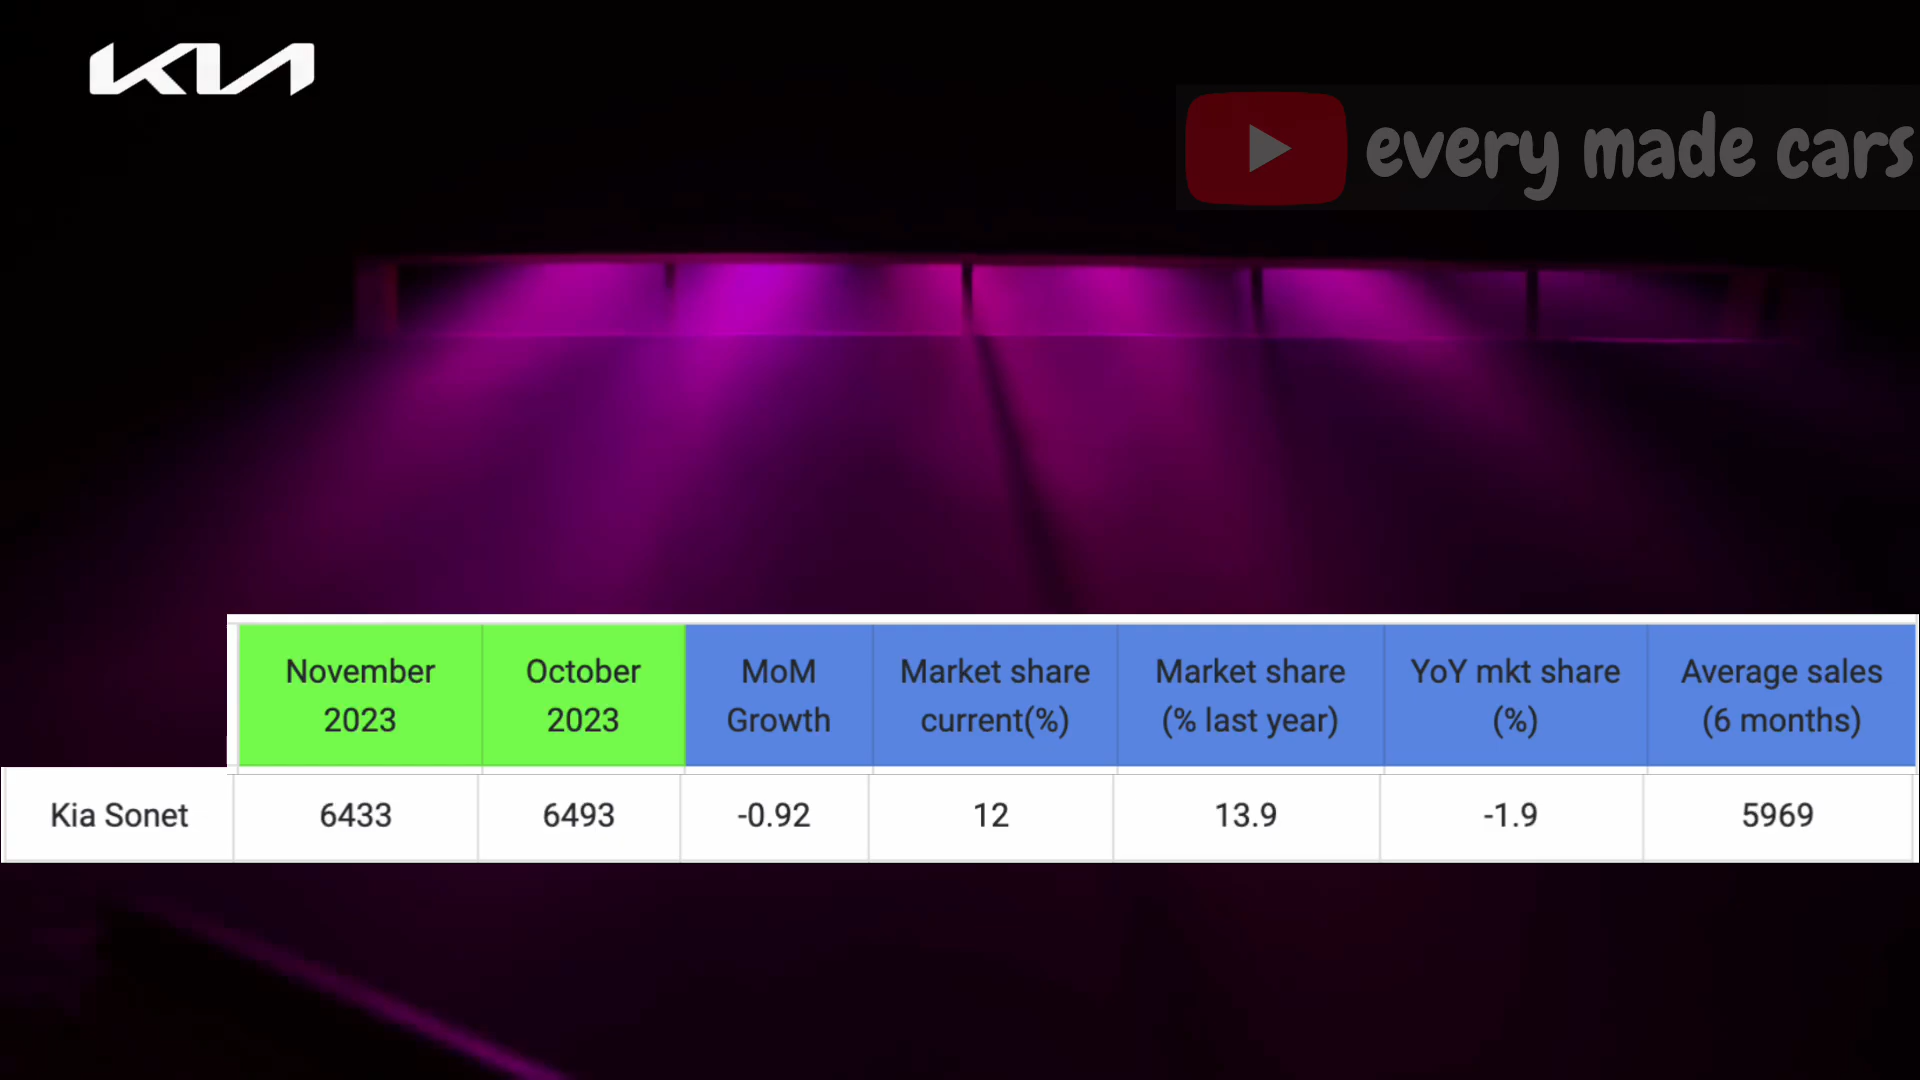 KIA
every made cars
November 2023
October 2023
MoM Growth
Market share current(%)
Market share (% last year)
YoY mkt share (%)
Average sales (6 months)
Kia Sonet
6433
6493
-0.92
12
13.9
-1.9
5969